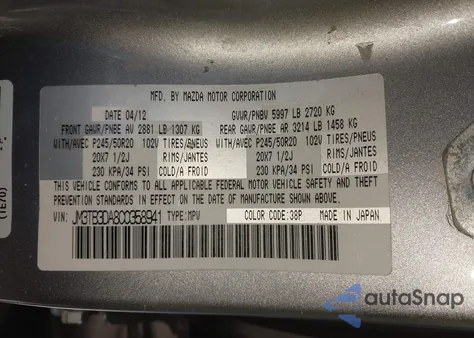 MFD. BY MAZDA MOTOR CORPORATION
DATE 04/12 GVWR/PNBV 5997 LB 2720 KG
FRONT GAWR/PNBE AV 2881 LB 1307 KG REAR GAWR/PNBE AR 3214 LB 1458 KG
WITH/AVEC P245/50R20 102V TIRES/PNEUS WITH/AVEC P245/50R20 102V TIRES/PNEUS
20X7 1/2J RIMS/JANTES 20X7 1/2J RIMS/JANTES
230 KPA/34 PSI COLD/A FROID 230 KPA/34 PSI COLD/A FROID
THIS VEHICLE CONFORMS TO ALL APPLICABLE FEDERAL MOTOR VEHICLE SAFETY AND THEFT
PREVENTION STANDARDS IN EFFECT ON THE DATE OF MANUFACTURE SHOWN ABOVE.
VIN: JM3TB3DA8C0358941 TYPE: MPV COLOR CODE: 38P MADE IN JAPAN
(1E70)
autoSnap